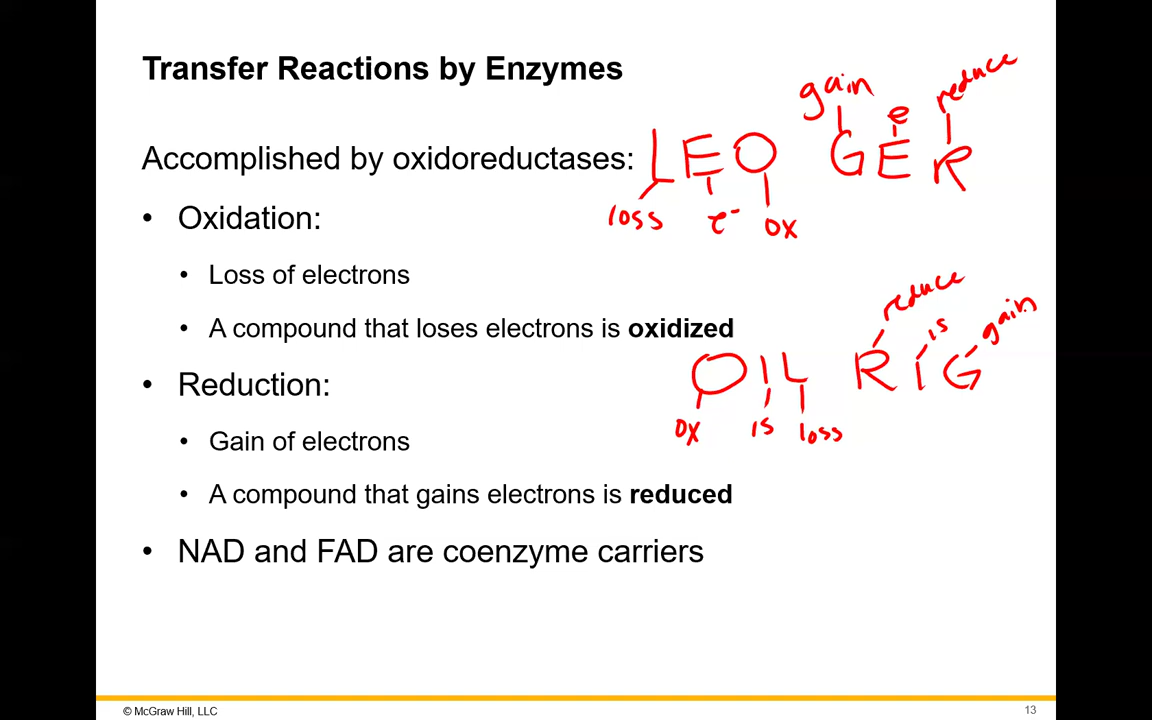 Transfer Reactions by Enzymes
gain
e
reduce
Accomplished by oxidoreductases:
LEO GER
loss
e-
ox
• Oxidation:
• Loss of electrons
• A compound that loses electrons is oxidized
reduce
is
gain
OIL RIG
ox
is
loss
• Reduction:
• Gain of electrons
• A compound that gains electrons is reduced
• NAD and FAD are coenzyme carriers
© McGraw Hill, LLC
13